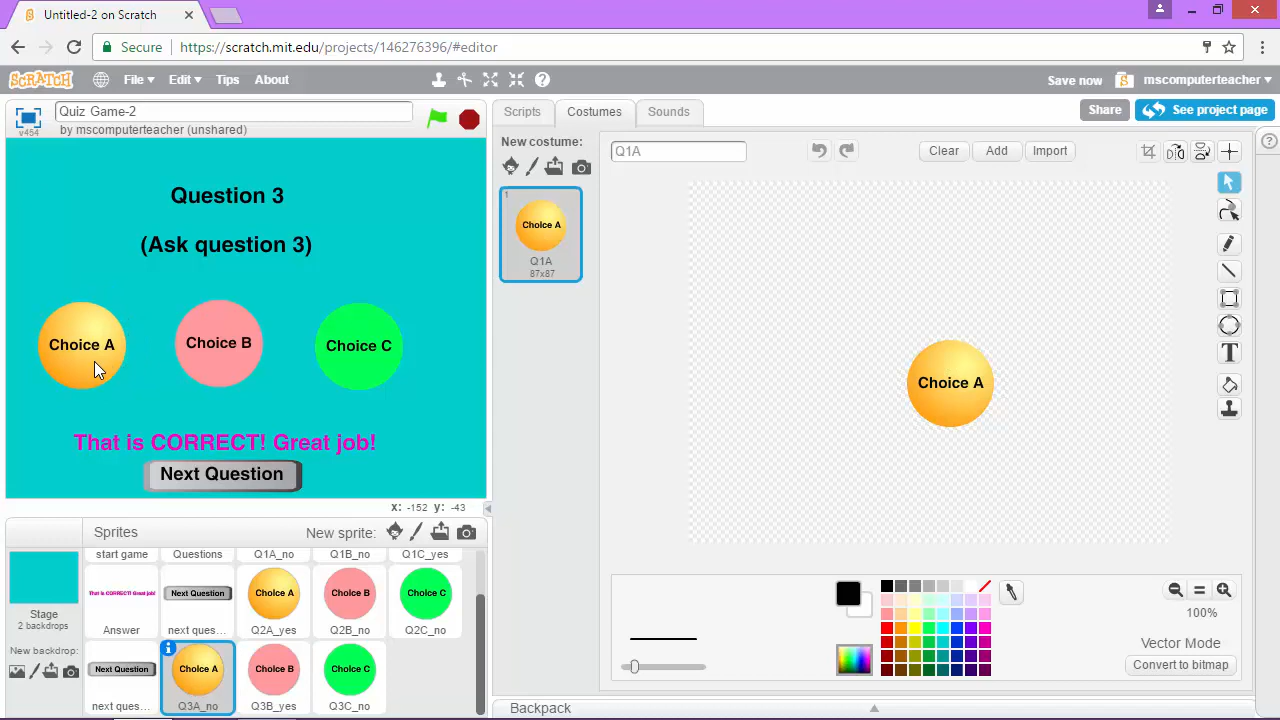 Untitled-2 on Scratch
Secure https://scratch.mit.edu/projects/146276396/#editor
SCRATCH File Edit Tips About Save now mscomputerteacher
v454 Quiz Game-2
by mscomputerteacher (unshared)
Scripts Costumes Sounds Share See project page
New costume: Q1A Clear Add Import
Question 3
(Ask question 3)
Choice A Choice B Choice C
That is CORRECT! Great job!
Next Question
1
Choice A
Q1A
87x87
Choice A
x: -152 y: -43
Sprites New sprite:
Stage
2 backdrops
New backdrop:
start game Questions Q1A_no Q1B_no Q1C_yes
That is CORRECT! Great job! Next Question Choice A Choice B Choice C
Answer next ques... Q2A_yes Q2B_no Q2C_no
Next Question Choice A Choice B Choice C
next ques... Q3A_no Q3B_yes Q3C_no
100%
Vector Mode
Convert to bitmap
Backpack